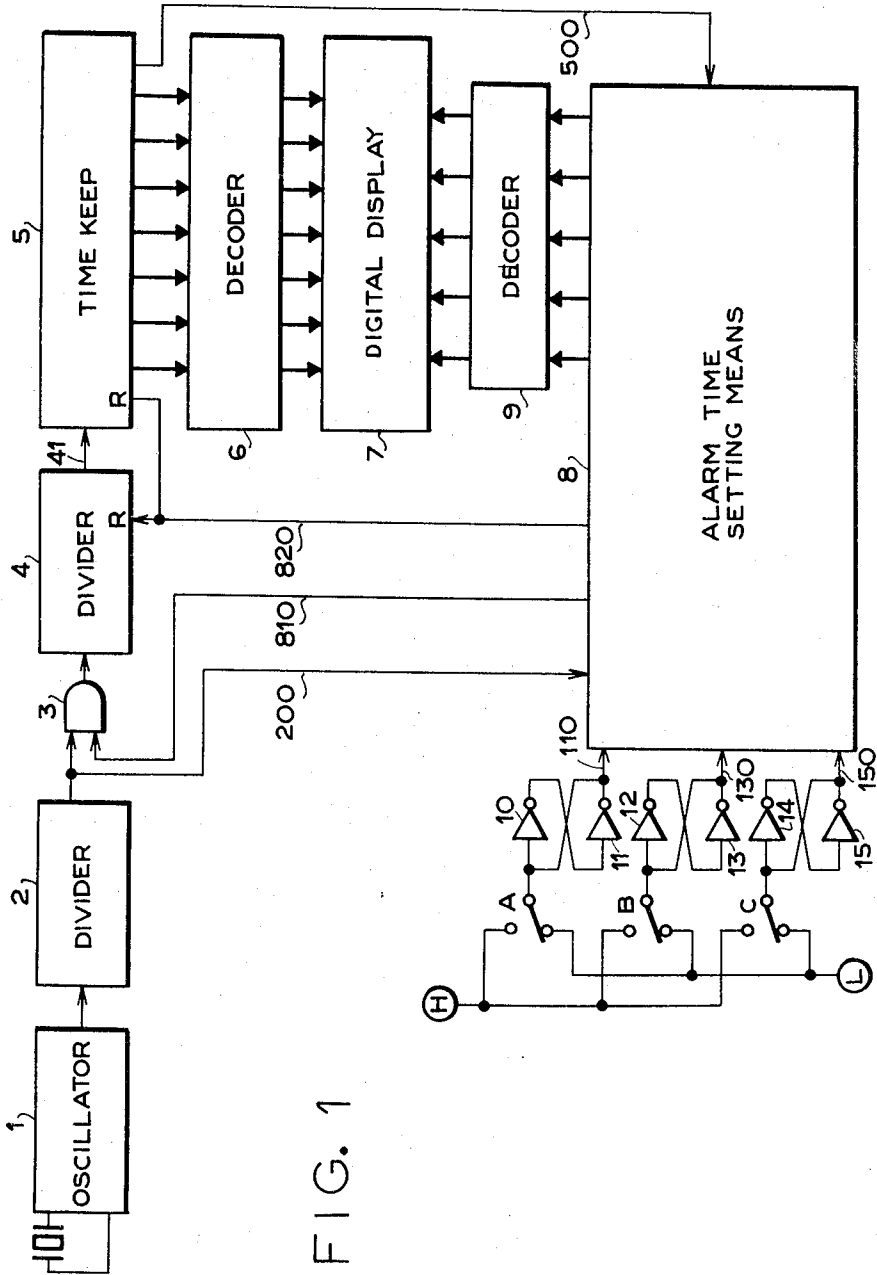 1
OSCILLATOR
2
DIVIDER
3
4
DIVIDER
R
41
5
TIME KEEP
R
6
DECODER
7
DIGITAL DISPLAY
9
DECODER
8
ALARM TIME
SETTING MEANS
500
820
810
200
110
130
150
10
11
12
13
14
15
A
B
C
H
L
FIG. 1